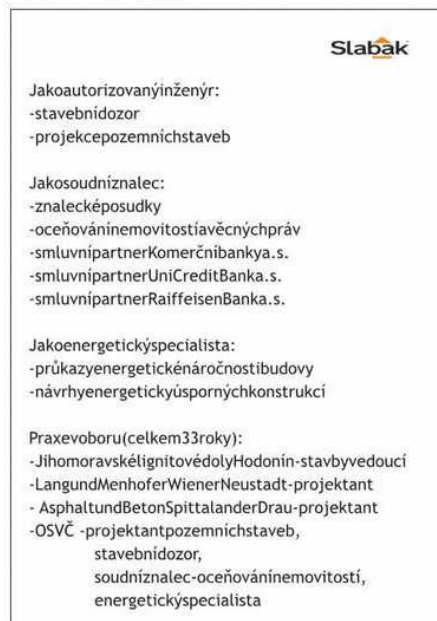 Slabak
Jakoautorizovanýinženýr:
-stavebnídozor
-projekcepozemníchstaveb
Jakosoudníznalec:
-znalecképosudky
-oceňovánínemovitostíavěcnýchpráv
-smluvnípartnerKomerčníbankya.s.
-smluvnípartnerUniCreditBanka.s.
-smluvnípartnerRaiffeisenBanka.s.
Jakoenergetickýspecialista:
-průkazyenergetickénáročnostibudovy
-návrhyenergetickyúspornýchkonstrukcí
Praxevoboru(celkem33roky):
-JihomoravskélignitovédolyHodonín-stavbyvedoucí
-LangundMenhoferWienerNeustadt-projektant
- AsphaltundBetonSpittalanderDrau-projektant
-OSVČ -projektantpozemníchstaveb,
stavebnídozor,
soudníznalec-oceňovánínemovitostí,
energetickýspecialista